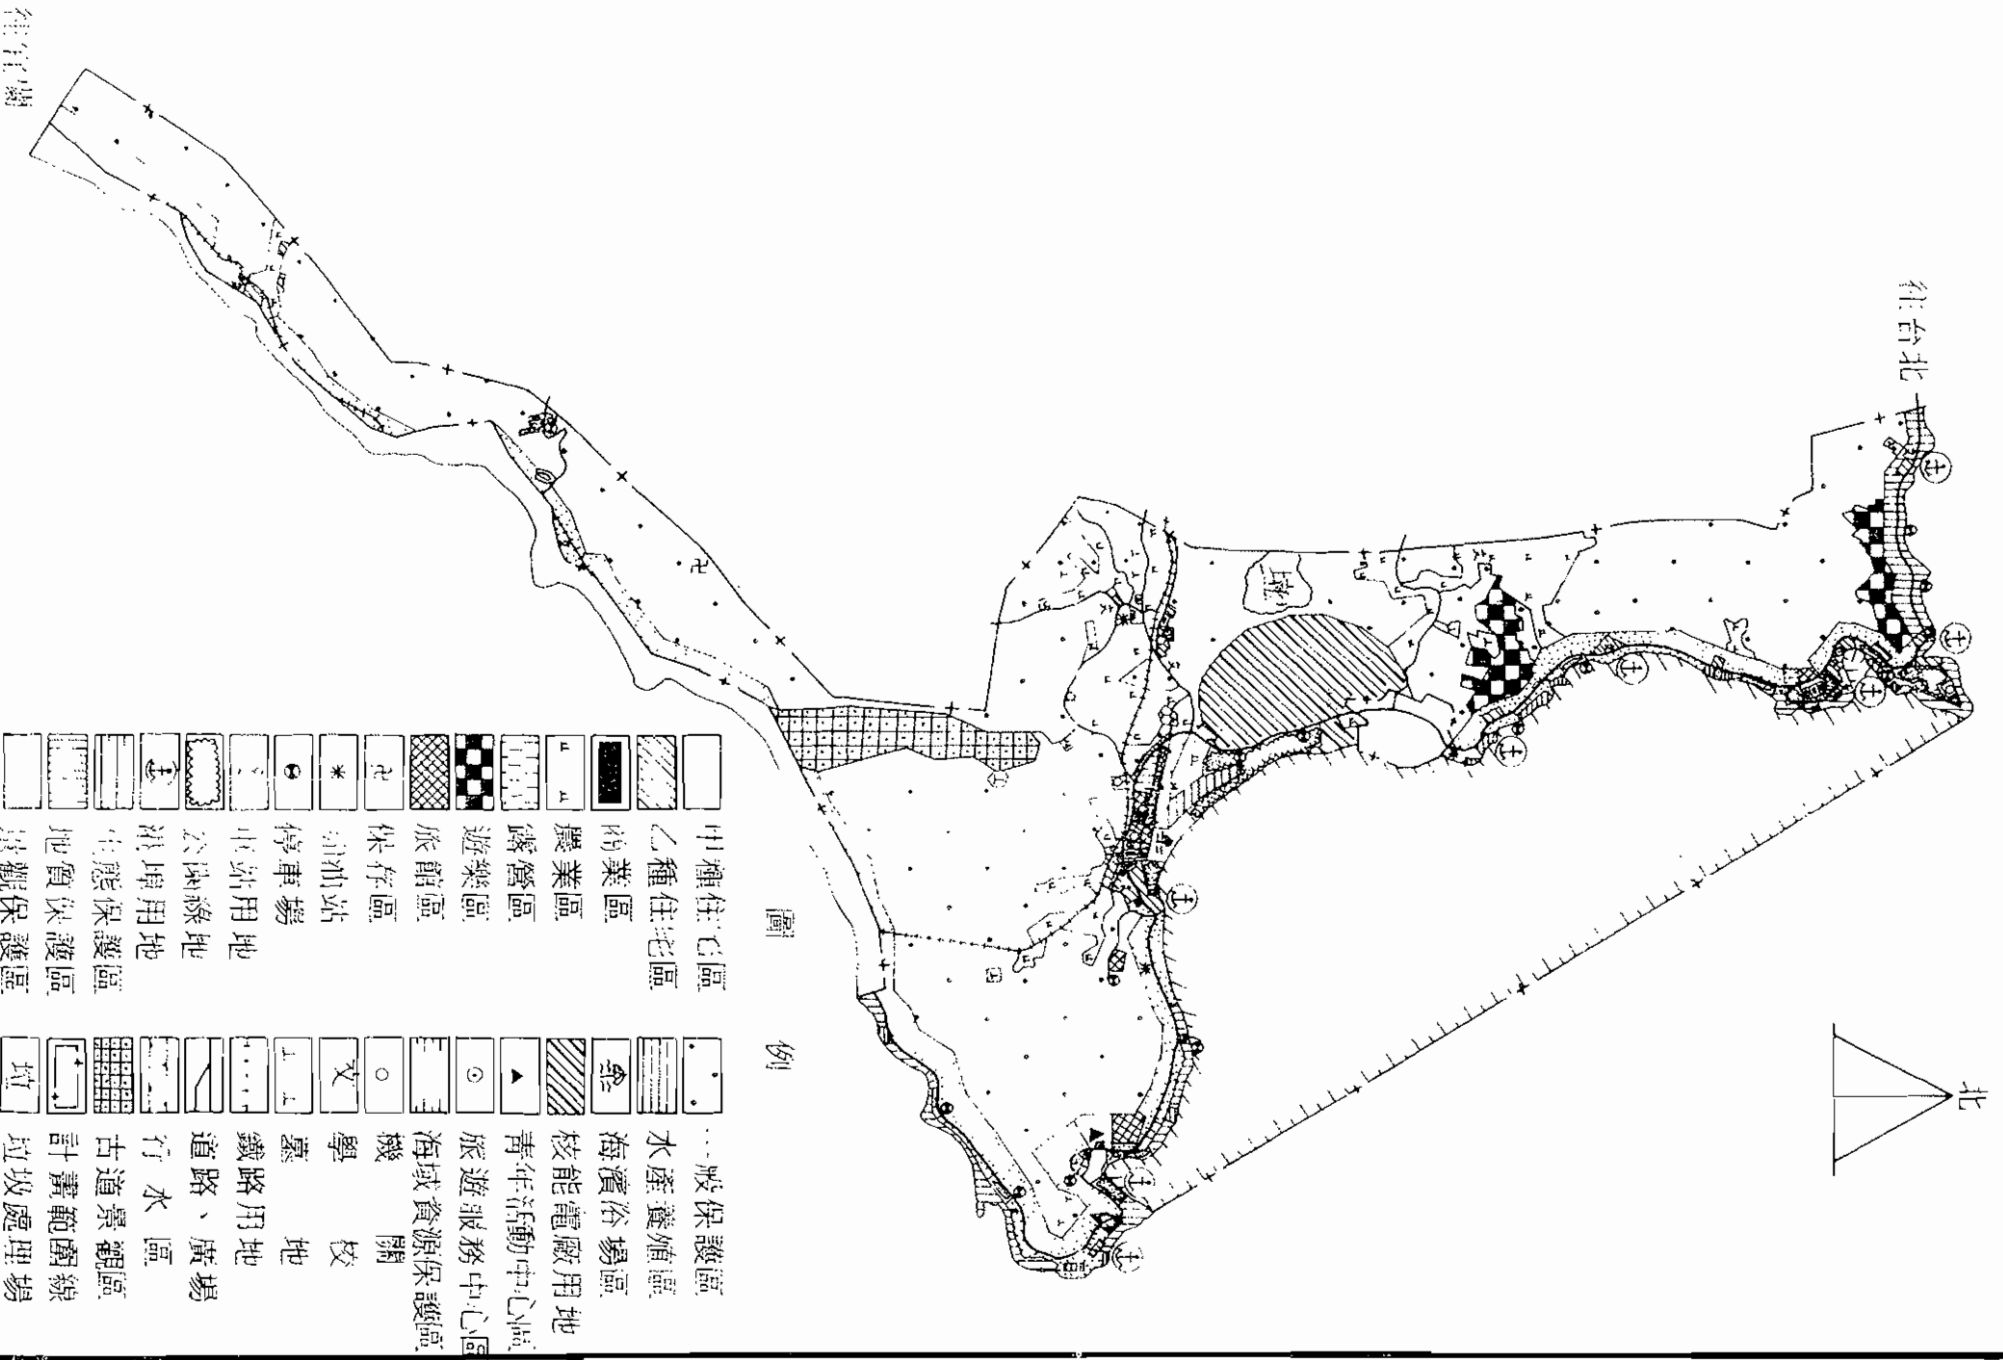 往宜蘭
往台北
北
圖例
甲種住宅區
乙種住宅區
商業區
農業區
露營區
遊樂區
旅館區
保存區
加油站
停車場
車站用地
公園綠地
港埠用地
生態保護區
地質保護區
景觀保護區
一般保護區
水產養殖區
海濱浴場區
核能電廠用地
青年活動中心區
旅遊服務中心區
海域資源保護區
機關
學校
墓地
鐵路用地
道路、廣場
行水區
古道景觀區
計畫範圍線
垃圾處理場
垃